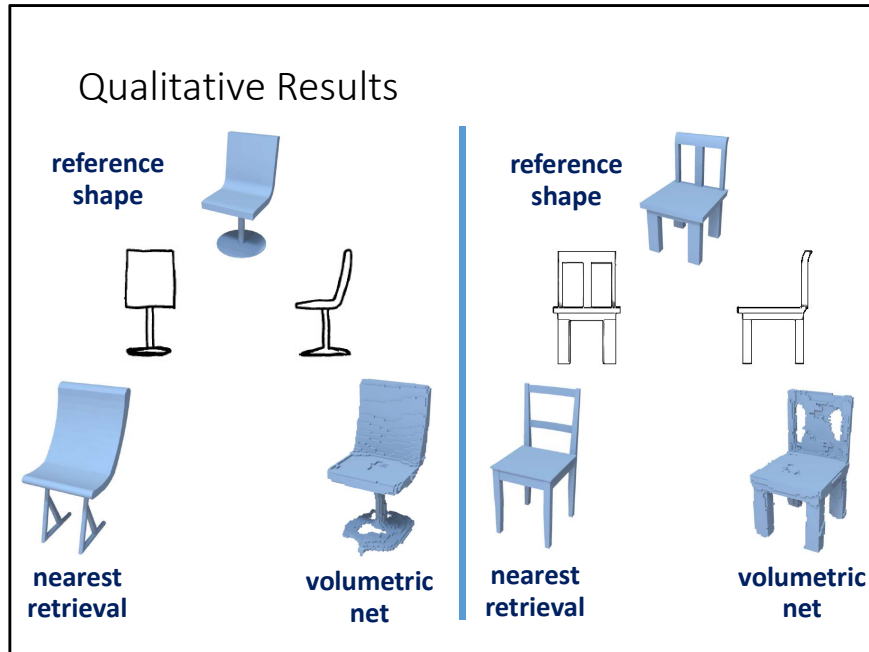 Qualitative Results
reference
shape
nearest
retrieval
volumetric
net
reference
shape
nearest
retrieval
volumetric
net